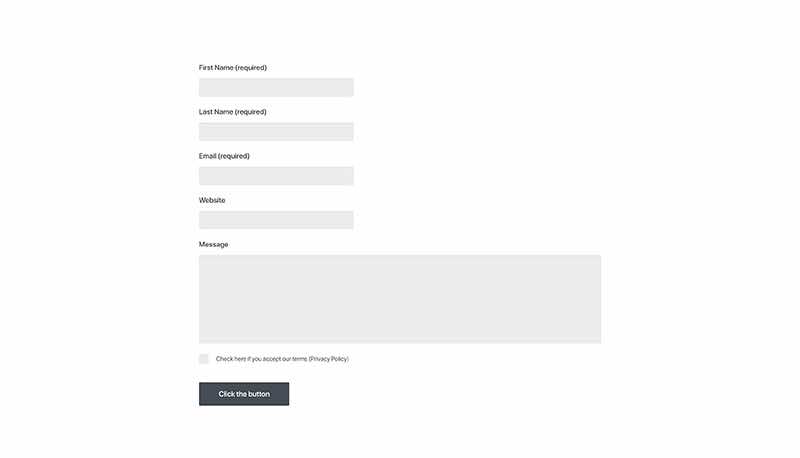 First Name (required)
Last Name (required)
Email (required)
Website
Message
Check here if you accept our terms (Privacy Policy)
Click the button